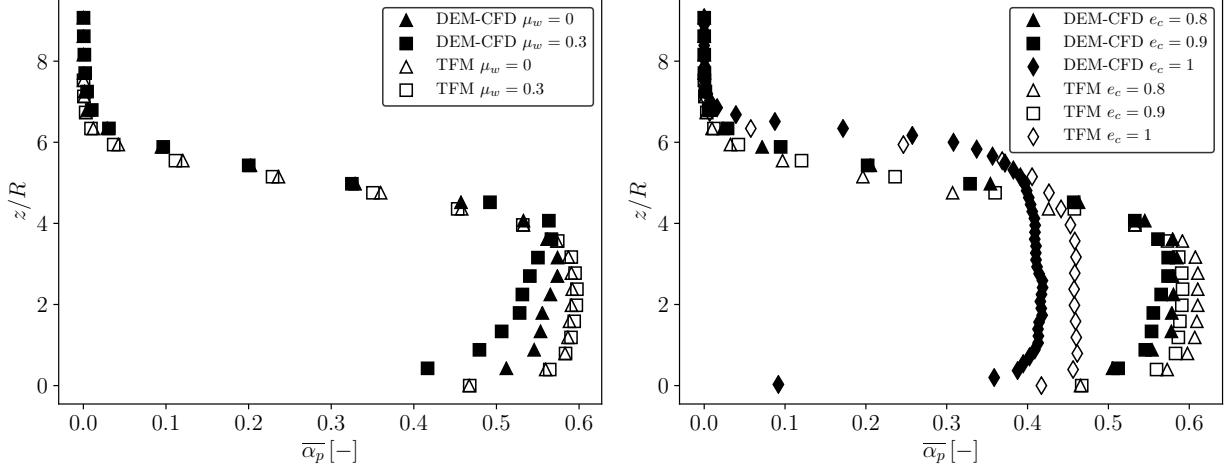 DEM-CFD μ_w = 0
DEM-CFD μ_w = 0.3
TFM μ_w = 0
TFM μ_w = 0.3
z/R
8
6
4
2
0
0.0 0.1 0.2 0.3 0.4 0.5 0.6
\overline{α_p} [−]
DEM-CFD e_c = 0.8
DEM-CFD e_c = 0.9
DEM-CFD e_c = 1
TFM e_c = 0.8
TFM e_c = 0.9
TFM e_c = 1
z/R
8
6
4
2
0
0.0 0.1 0.2 0.3 0.4 0.5 0.6
\overline{α_p} [−]